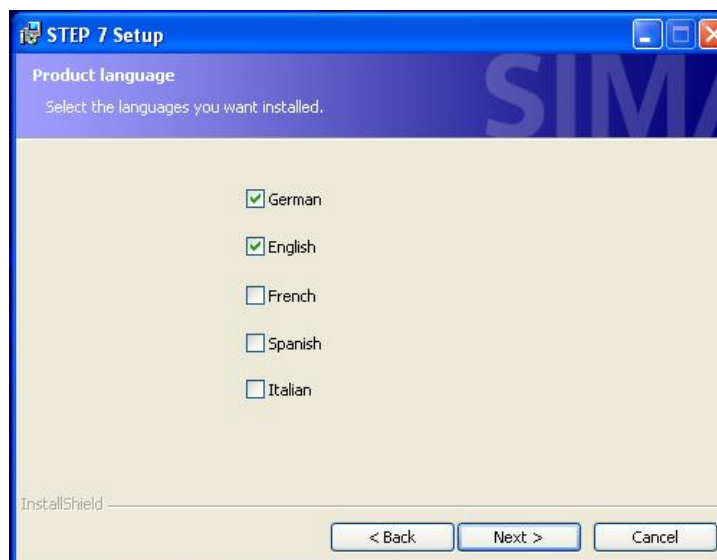 STEP 7 Setup
Product language
Select the languages you want installed.
German
English
French
Spanish
Italian
InstallShield
< Back
Next >
Cancel